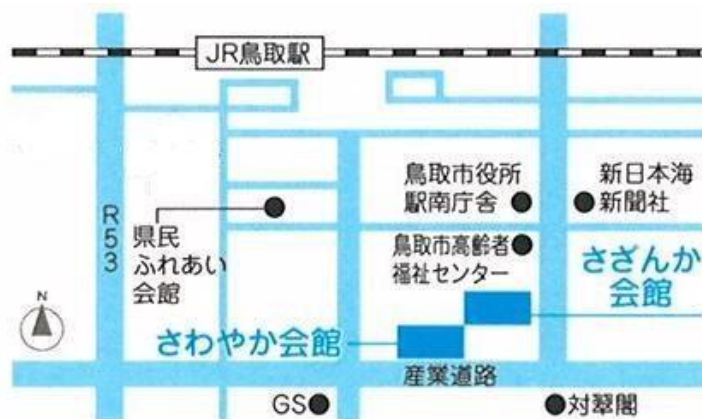 JR鳥取駅
鳥取市役所
駅南庁舎
新日本海
新聞社
R53
県民
ふれあい
会館
鳥取市高齢者
福祉センター
さざんか
会館
N
さわやか会館
産業道路
GS
対翠閣